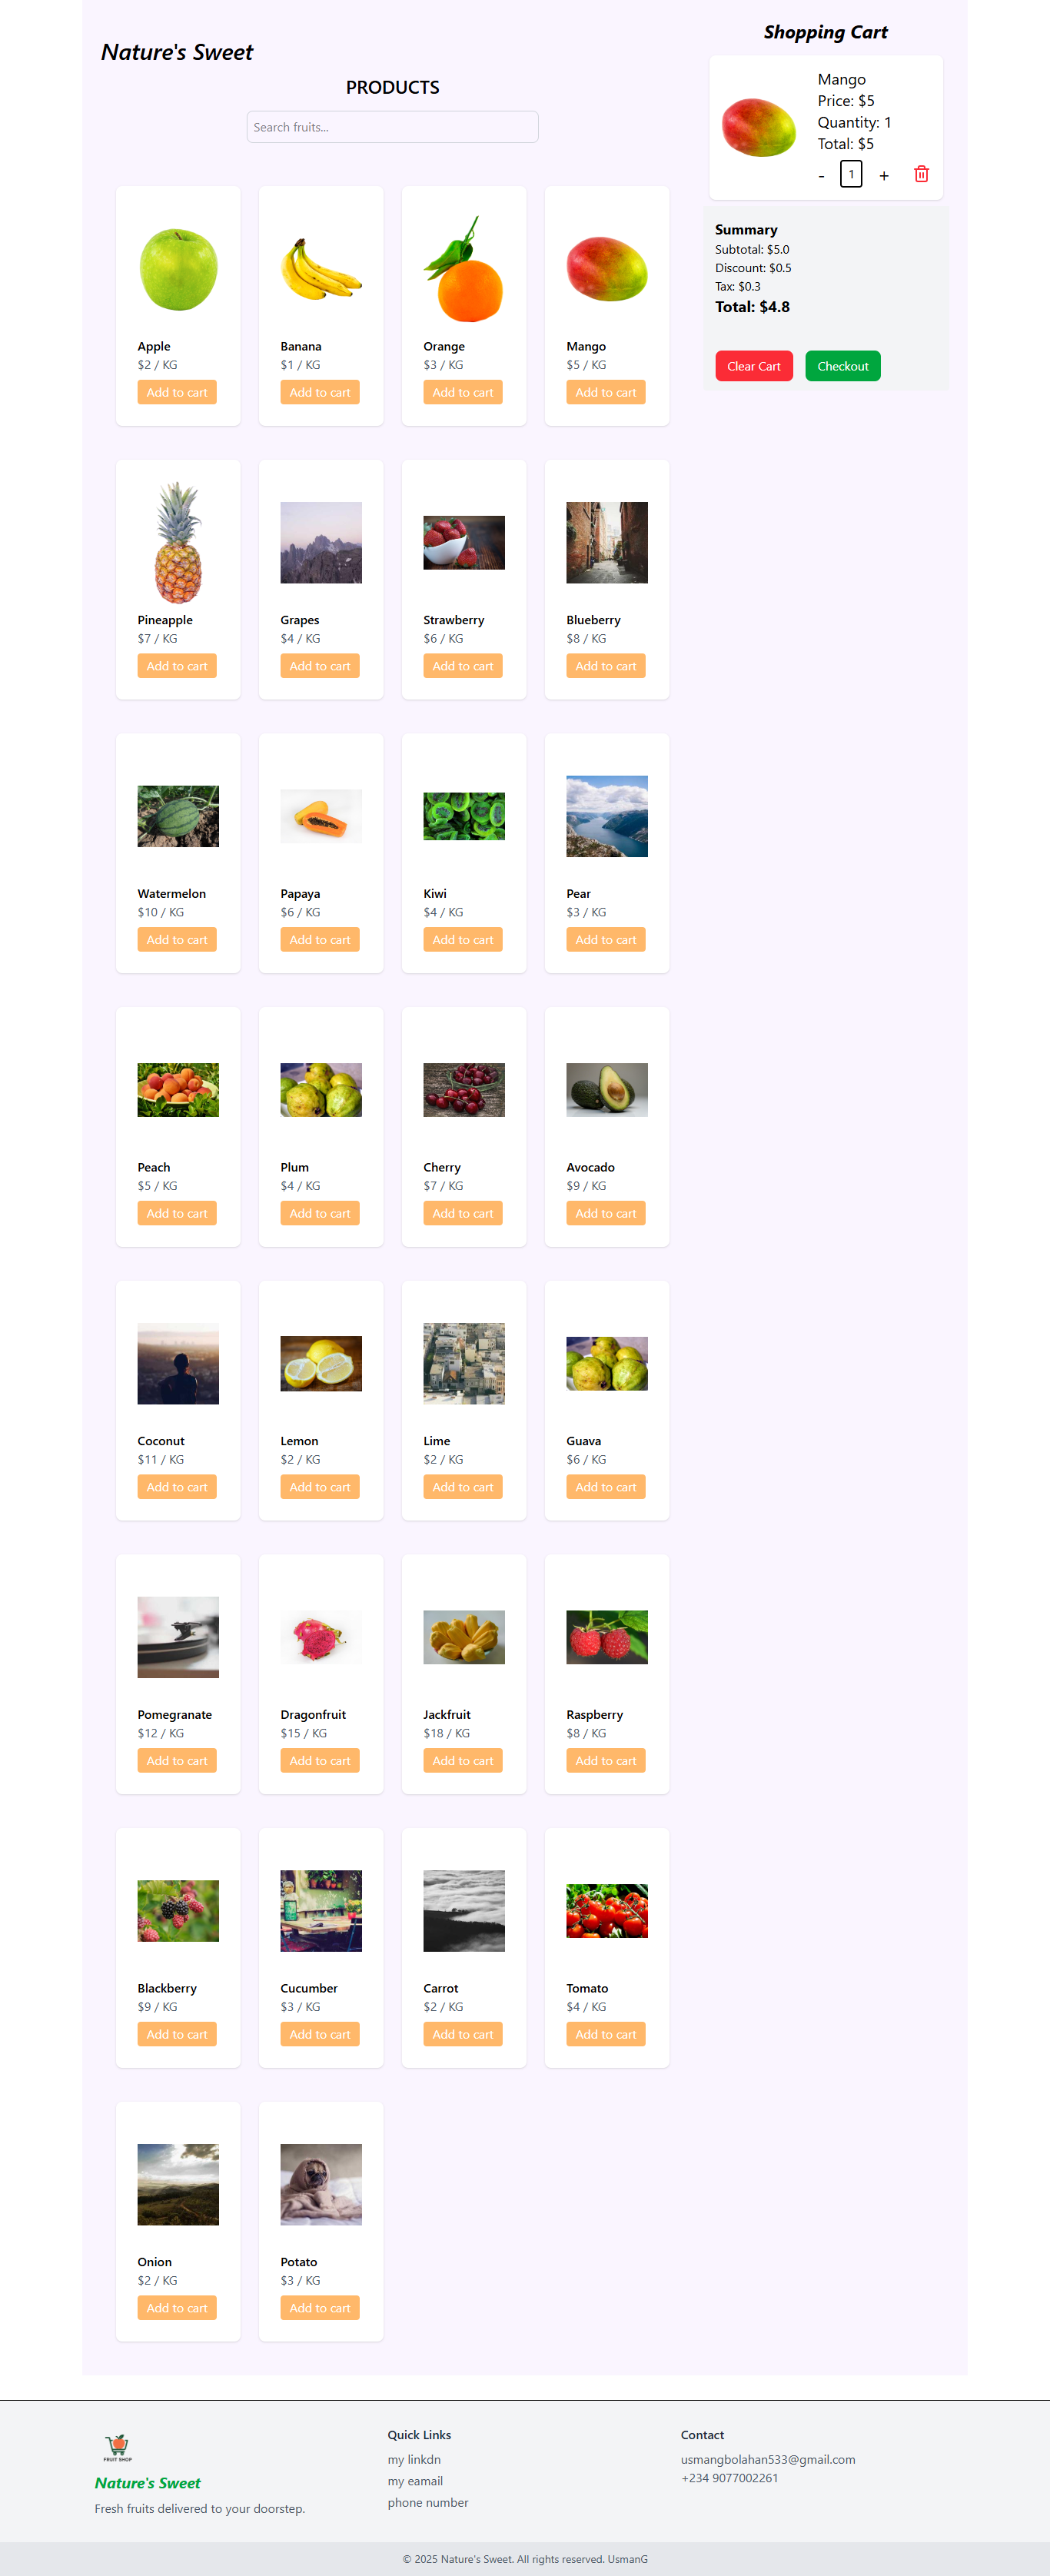 Nature's Sweet
PRODUCTS
Search fruits...
Apple
$2 / KG
Add to cart
Banana
$1 / KG
Add to cart
Orange
$3 / KG
Add to cart
Mango
$5 / KG
Add to cart
Pineapple
$7 / KG
Add to cart
Grapes
$4 / KG
Add to cart
Strawberry
$6 / KG
Add to cart
Blueberry
$8 / KG
Add to cart
Watermelon
$10 / KG
Add to cart
Papaya
$6 / KG
Add to cart
Kiwi
$4 / KG
Add to cart
Pear
$3 / KG
Add to cart
Peach
$5 / KG
Add to cart
Plum
$4 / KG
Add to cart
Cherry
$7 / KG
Add to cart
Avocado
$9 / KG
Add to cart
Coconut
$11 / KG
Add to cart
Lemon
$2 / KG
Add to cart
Lime
$2 / KG
Add to cart
Guava
$6 / KG
Add to cart
Pomegranate
$12 / KG
Add to cart
Dragonfruit
$15 / KG
Add to cart
Jackfruit
$18 / KG
Add to cart
Raspberry
$8 / KG
Add to cart
Blackberry
$9 / KG
Add to cart
Cucumber
$3 / KG
Add to cart
Carrot
$2 / KG
Add to cart
Tomato
$4 / KG
Add to cart
Onion
$2 / KG
Add to cart
Potato
$3 / KG
Add to cart
Shopping Cart
Mango
Price: $5
Quantity: 1
Total: $5
- 1 +
Summary
Subtotal: $5.0
Discount: $0.5
Tax: $0.3
Total: $4.8
Clear Cart
Checkout
FRUIT SHOP
Nature's Sweet
Fresh fruits delivered to your doorstep.
Quick Links
my linkdn
my eamail
phone number
Contact
usmangbolahan533@gmail.com
+234 9077002261
© 2025 Nature's Sweet. All rights reserved. UsmanG